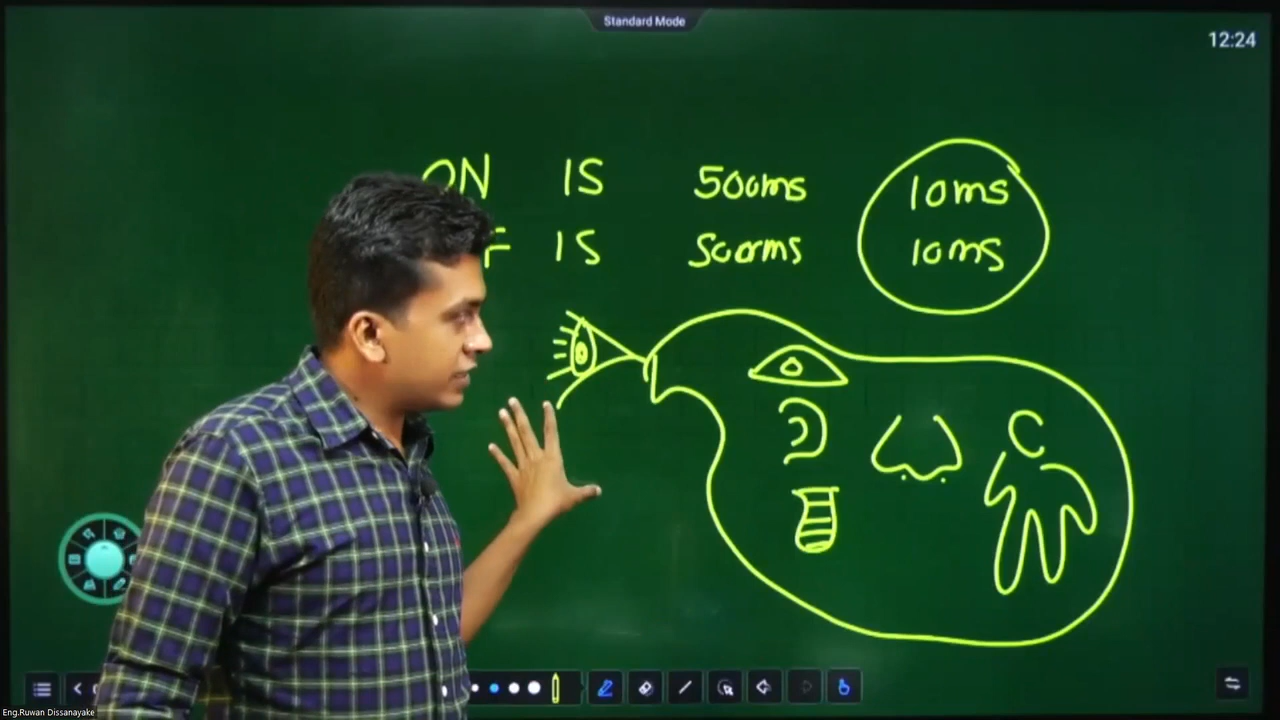 Standard Mode
12:24
ON 1S 500ms 10ms
F 1S 500ms 10ms
Eng.Ruwan Dissanayake